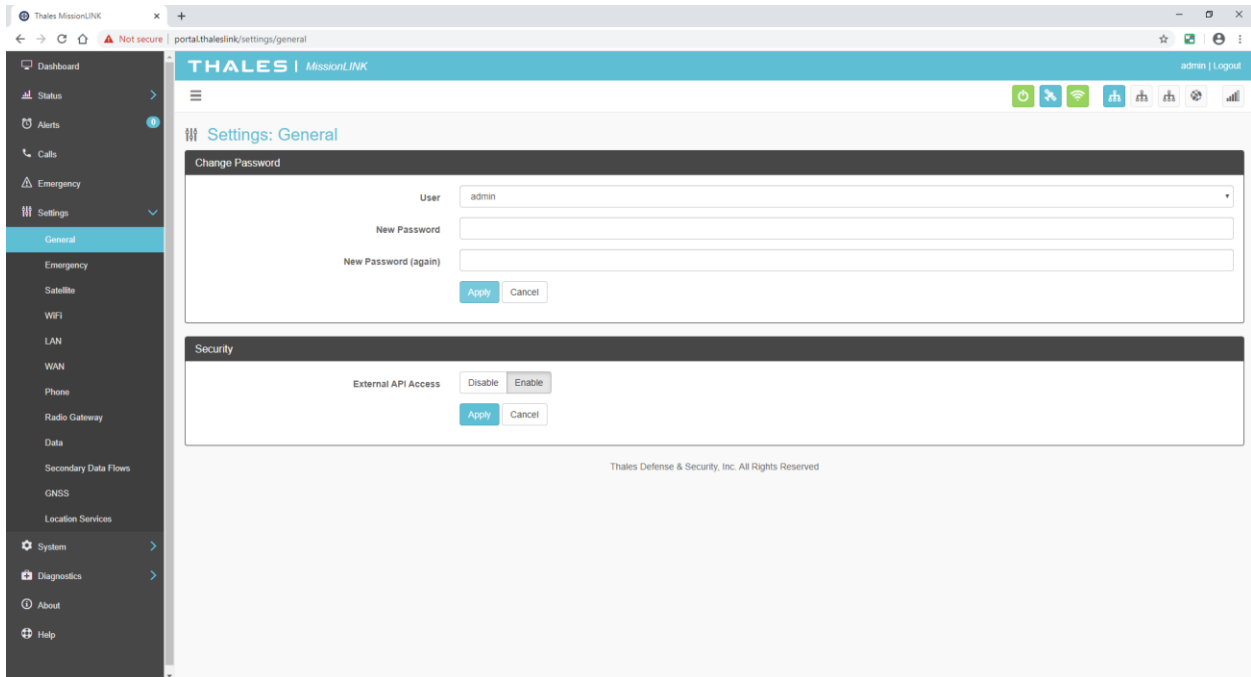 Thales MissionLINK
Not secure | portal.thaleslink/settings/general
Dashboard
THALES | MissionLINK
admin | Logout
Status
Alerts
0
Calls
Emergency
Settings
General
Emergency
Satellite
WiFi
LAN
WAN
Phone
Radio Gateway
Data
Secondary Data Flows
GNSS
Location Services
System
Diagnostics
About
Help
Settings: General
Change Password
User
admin
New Password
New Password (again)
Apply
Cancel
Security
External API Access
Disable
Enable
Apply
Cancel
Thales Defense & Security, Inc. All Rights Reserved